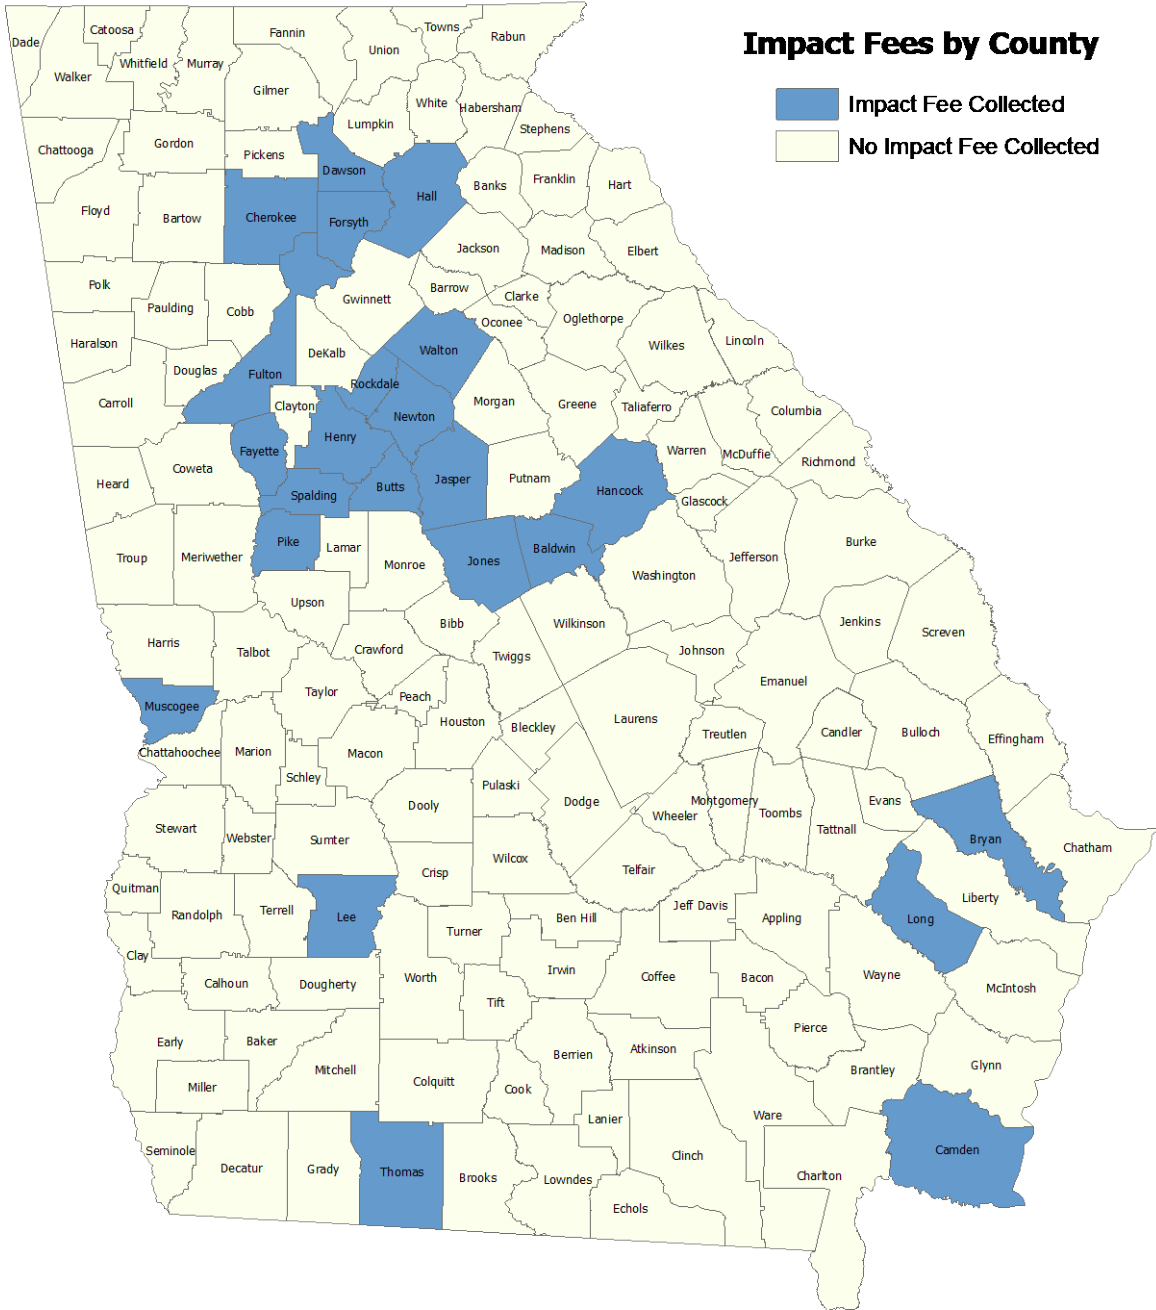 Impact Fees by County
Impact Fee Collected
No Impact Fee Collected
Dade
Catoosa
Whitfield
Murray
Walker
Fannin
Union
Towns
Rabun
Gilmer
White
Habersham
Lumpkin
Stephens
Chattooga
Gordon
Pickens
Dawson
Hall
Banks
Franklin
Hart
Floyd
Bartow
Cherokee
Forsyth
Jackson
Madison
Elbert
Polk
Paulding
Cobb
Gwinnett
Barrow
Clarke
Oconee
Oglethorpe
Haralson
DeKalb
Walton
Wilkes
Lincoln
Douglas
Fulton
Rockdale
Carroll
Clayton
Newton
Morgan
Greene
Taliaferro
Columbia
Henry
Fayette
Warren
McDuffie
Richmond
Coweta
Heard
Spalding
Butts
Jasper
Putnam
Hancock
Glascock
Troup
Meriwether
Pike
Lamar
Monroe
Jones
Baldwin
Jefferson
Burke
Washington
Upson
Bibb
Wilkinson
Jenkins
Screven
Harris
Talbot
Crawford
Twiggs
Johnson
Emanuel
Taylor
Peach
Muscogee
Houston
Bleckley
Laurens
Treutlen
Candler
Bulloch
Effingham
Chattahoochee
Marion
Macon
Schley
Pulaski
Dooly
Dodge
Montgomery
Wheeler
Toombs
Evans
Tattnall
Bryan
Chatham
Stewart
Webster
Sumter
Wilcox
Crisp
Telfair
Quitman
Randolph
Terrell
Lee
Turner
Ben Hill
Jeff Davis
Appling
Long
Liberty
Clay
Calhoun
Dougherty
Worth
Irwin
Coffee
Bacon
Wayne
McIntosh
Tift
Early
Baker
Mitchell
Berrien
Atkinson
Pierce
Brantley
Glynn
Miller
Colquitt
Cook
Lanier
Ware
Seminole
Decatur
Grady
Thomas
Brooks
Lowndes
Clinch
Charlton
Camden
Echols